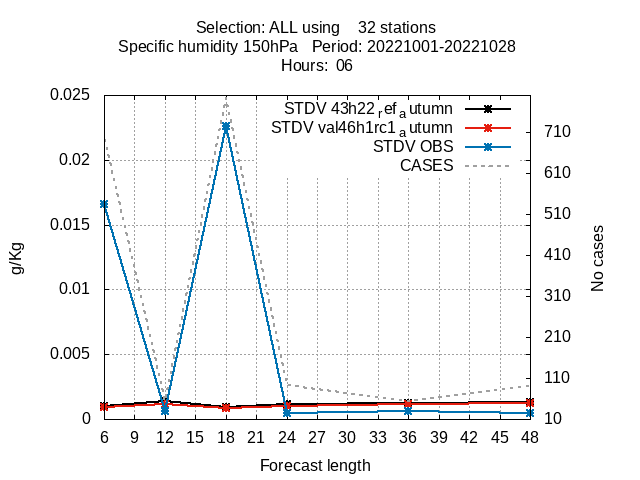 Selection: ALL using    32 stations
Specific humidity 150hPa   Period: 20221001-20221028
Hours:  06
STDV 43h22refautumn
STDV val46h1rc1autumn
STDV OBS
CASES
0.025
0.02
0.015
0.01
0.005
0
710
610
510
410
310
210
110
10
g/Kg
No cases
6 9 12 15 18 21 24 27 30 33 36 39 42 45 48
Forecast length